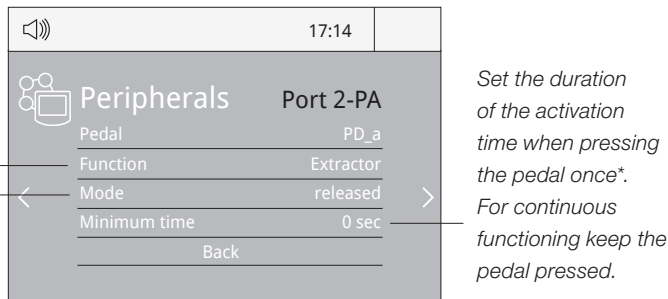 17:14
Peripherals Port 2-PA
Pedal PD_a
Function Extractor
Mode released
Minimum time 0 sec
Back
Set the duration
of the activation
time when pressing
the pedal once*.
For continuous
functioning keep the
pedal pressed.